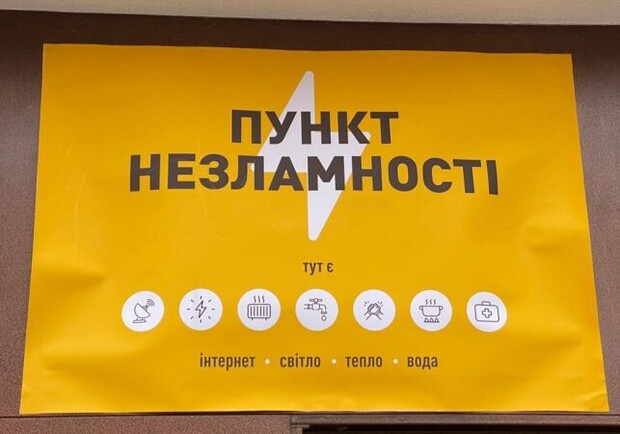 ПУНКТ
НЕЗЛАМНОСТІ
тут є
інтернет • світло • тепло • вода